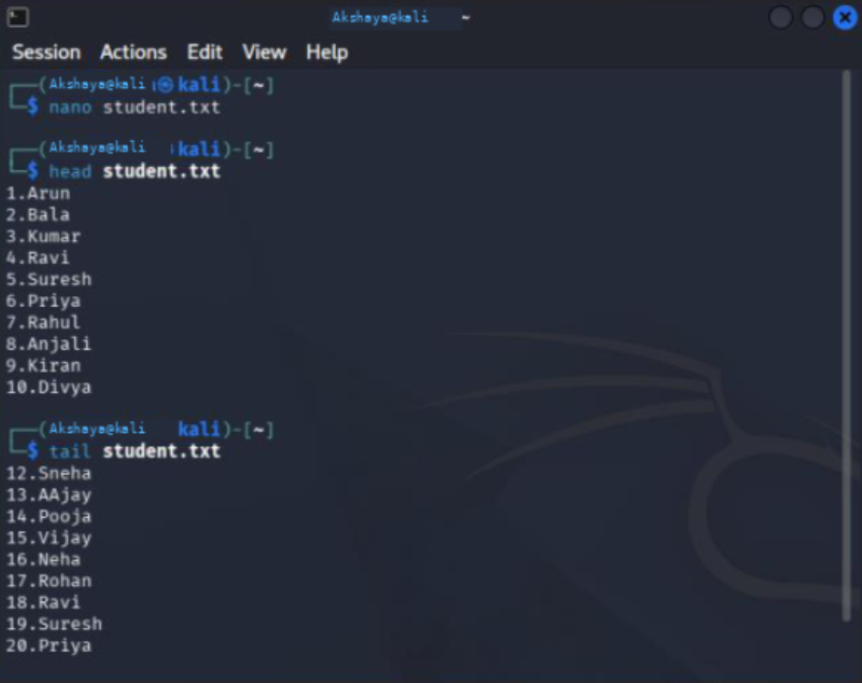 Akshaya@kali ~
Session Actions Edit View Help
(Akshaya@kali kali)-[~]
$ nano student.txt
(Akshaya@kali kali)-[~]
$ head student.txt
1.Arun
2.Bala
3.Kumar
4.Ravi
5.Suresh
6.Priya
7.Rahul
8.Anjali
9.Kiran
10.Divya
(Akshaya@kali kali)-[~]
$ tail student.txt
12.Sneha
13.AAjay
14.Pooja
15.Vijay
16.Neha
17.Rohan
18.Ravi
19.Suresh
20.Priya